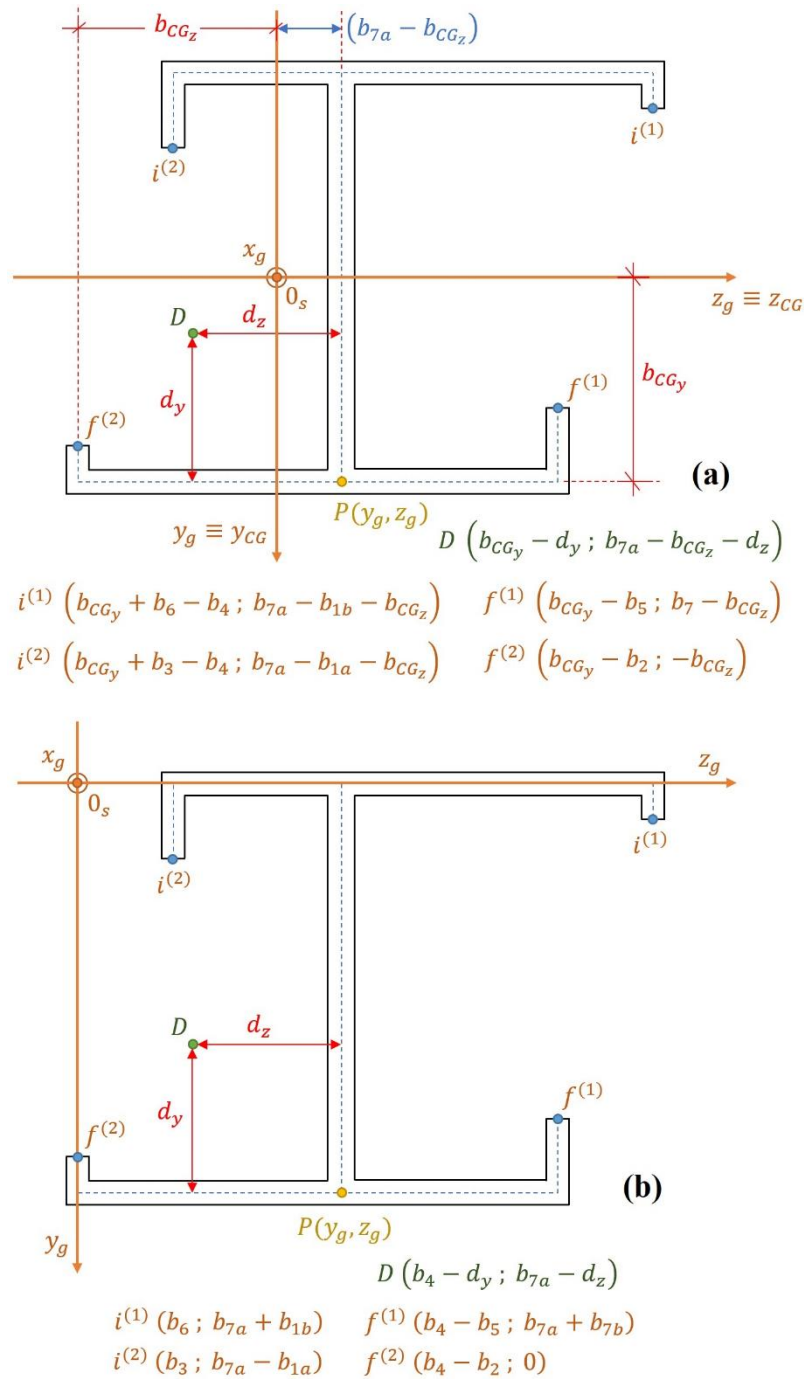 b_{CG_z} (b_{7a} − b_{CG_z})
i^{(1)}
i^{(2)}
x_g
0_s
z_g ≡ z_{CG}
D d_z
b_{CG_y}
d_y
f^{(1)}
f^{(2)}
(a)
P(y_g, z_g)
y_g ≡ y_{CG}
D (b_{CG_y} − d_y ; b_{7a} − b_{CG_z} − d_z)
i^{(1)} (b_{CG_y} + b_6 − b_4 ; b_{7a} − b_{1b} − b_{CG_z}) f^{(1)} (b_{CG_y} − b_5 ; b_7 − b_{CG_z})
i^{(2)} (b_{CG_y} + b_3 − b_4 ; b_{7a} − b_{1a} − b_{CG_z}) f^{(2)} (b_{CG_y} − b_2 ; −b_{CG_z})
x_g z_g
0_s
i^{(1)}
i^{(2)}
D d_z
d_y
f^{(1)}
f^{(2)}
(b)
P(y_g, z_g)
y_g
D (b_4 − d_y ; b_{7a} − d_z)
i^{(1)} (b_6 ; b_{7a} + b_{1b}) f^{(1)} (b_4 − b_5 ; b_{7a} + b_{7b})
i^{(2)} (b_3 ; b_{7a} − b_{1a}) f^{(2)} (b_4 − b_2 ; 0)